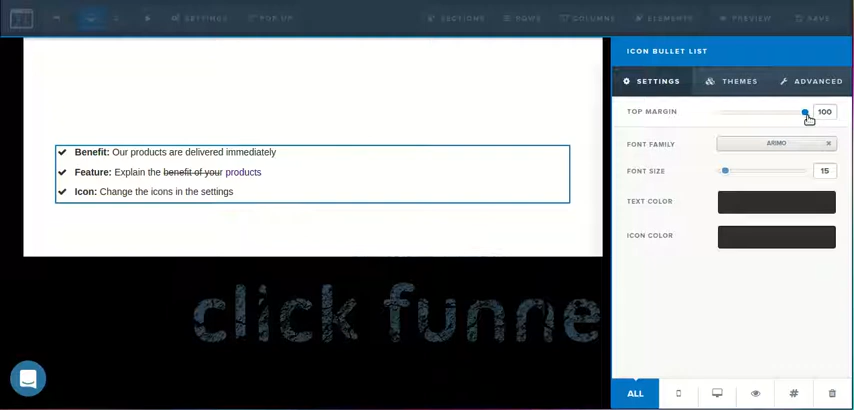 SETTINGS
POP UP
SECTIONS
ROWS
COLUMNS
ELEMENTS
PREVIEW
SAVE
ICON BULLET LIST
SETTINGS
THEMES
ADVANCED
TOP MARGIN
100
FONT FAMILY
ARIMO
FONT SIZE
15
TEXT COLOR
ICON COLOR
Benefit: Our products are delivered immediately
Feature: Explain the benefit of your products
Icon: Change the icons in the settings
click funne
ALL